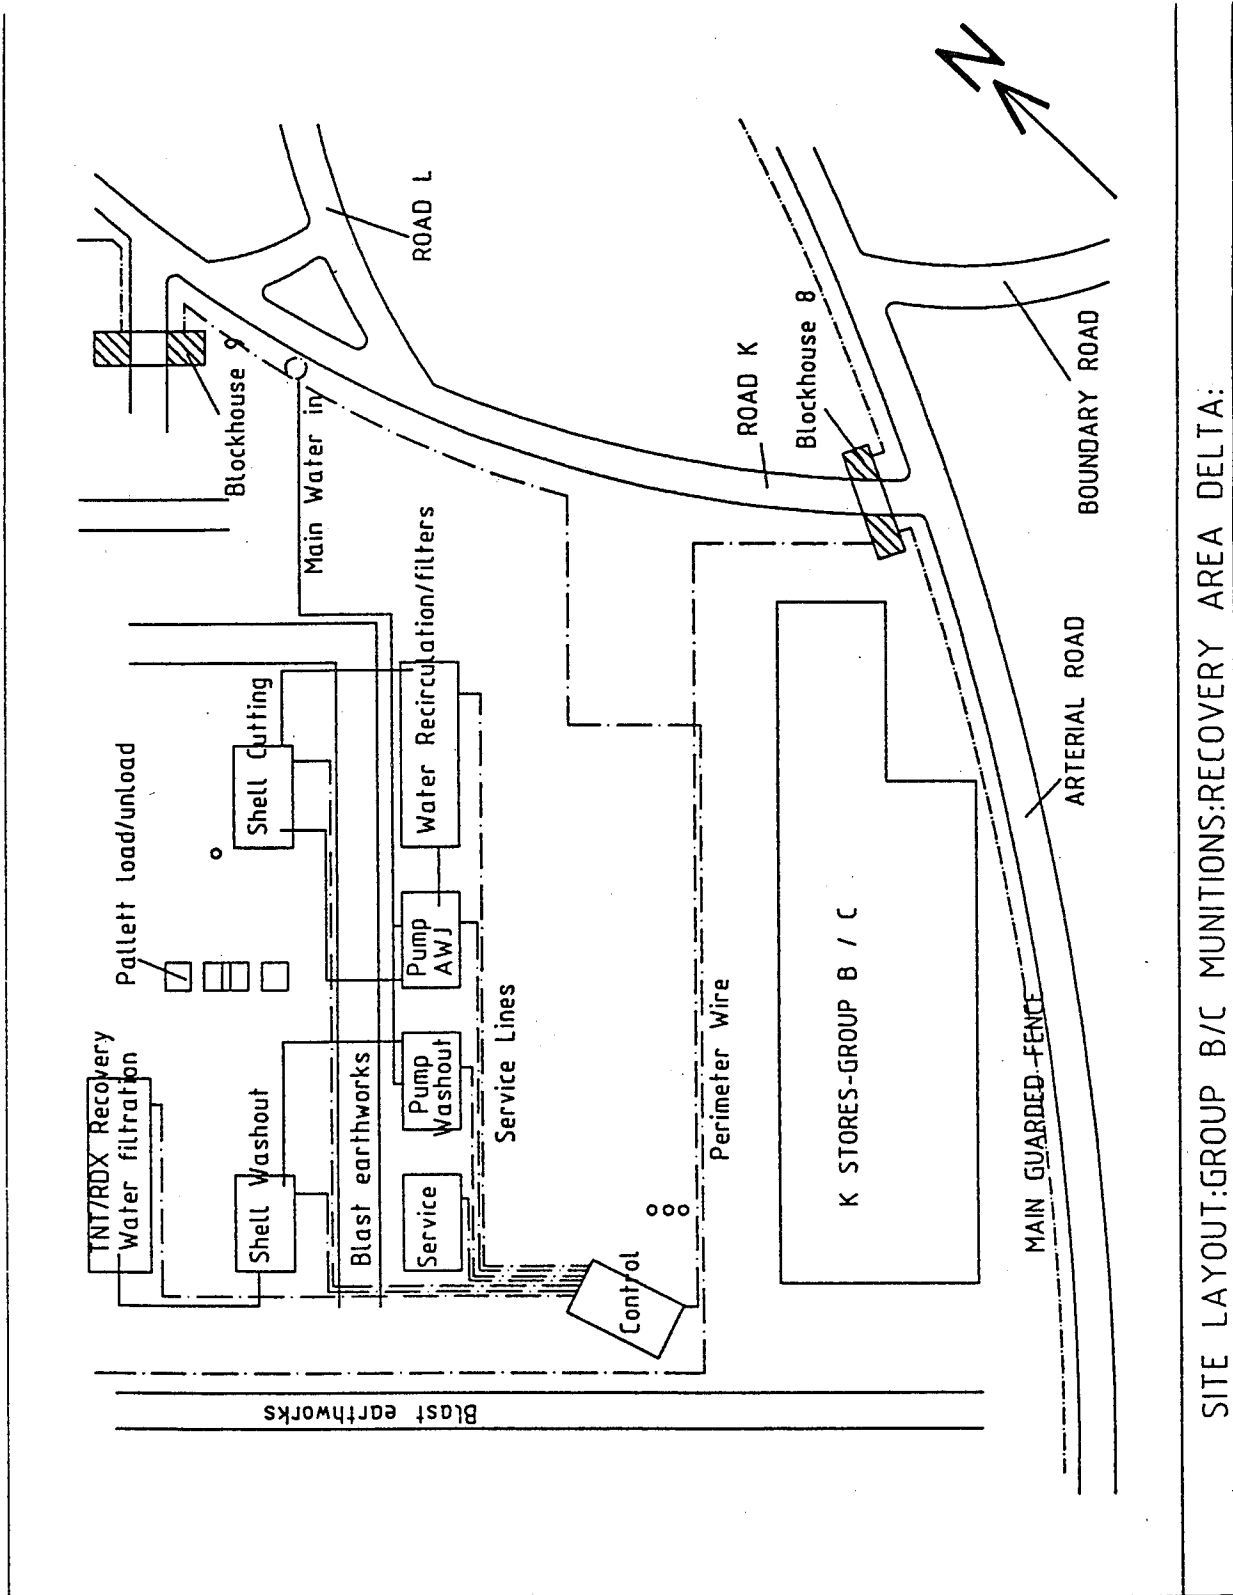 TNT/RDX Recovery
Water filtration
Pallett load/unload
Shell Washout
Shell Cutting
Blockhouse 9
Main Water in
ROAD L
N
Blast earthworks
Blast earthworks
Service
Pump
Washout
Pump
AWJ
Water Recirculation/filters
Service Lines
Control
Perimeter Wire
ROAD K
Blockhouse 8
K STORES-GROUP B / C
MAIN GUARDED FENCE
ARTERIAL ROAD
BOUNDARY ROAD
SITE LAYOUT:GROUP B/C MUNITIONS:RECOVERY AREA DELTA: